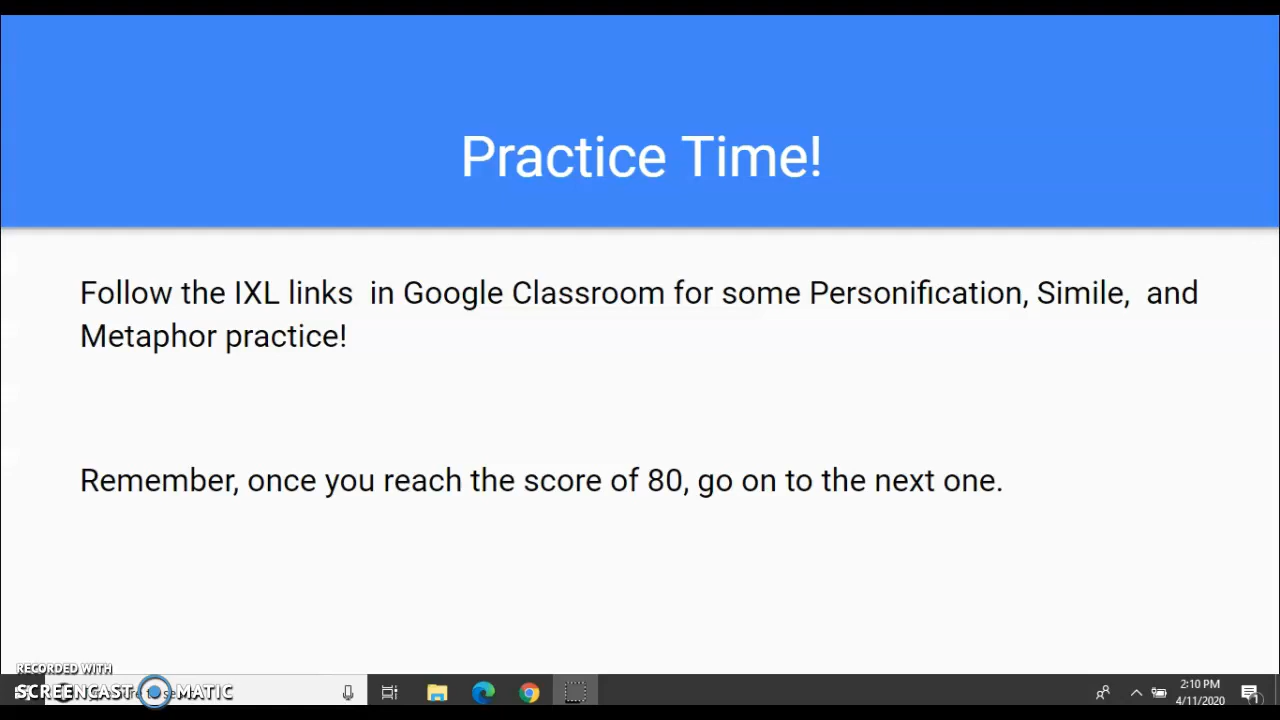 Practice Time!
Follow the IXL links  in Google Classroom for some Personification, Simile,  and
Metaphor practice!
Remember, once you reach the score of 80, go on to the next one.
RECORDED WITH
SCREENCAST MATIC
2:10 PM
4/11/2020
1